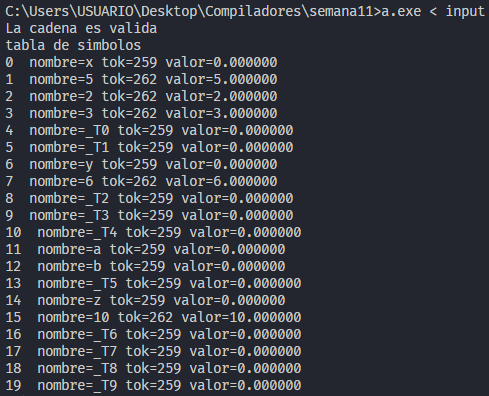 C:\Users\USUARIO\Desktop\Compiladores\semana11>a.exe < input
La cadena es valida
tabla de simbolos
0  nombre=x tok=259 valor=0.000000
1  nombre=5 tok=262 valor=5.000000
2  nombre=2 tok=262 valor=2.000000
3  nombre=3 tok=262 valor=3.000000
4  nombre=_T0 tok=259 valor=0.000000
5  nombre=_T1 tok=259 valor=0.000000
6  nombre=y tok=259 valor=0.000000
7  nombre=6 tok=262 valor=6.000000
8  nombre=_T2 tok=259 valor=0.000000
9  nombre=_T3 tok=259 valor=0.000000
10  nombre=_T4 tok=259 valor=0.000000
11  nombre=a tok=259 valor=0.000000
12  nombre=b tok=259 valor=0.000000
13  nombre=_T5 tok=259 valor=0.000000
14  nombre=z tok=259 valor=0.000000
15  nombre=10 tok=262 valor=10.000000
16  nombre=_T6 tok=259 valor=0.000000
17  nombre=_T7 tok=259 valor=0.000000
18  nombre=_T8 tok=259 valor=0.000000
19  nombre=_T9 tok=259 valor=0.000000